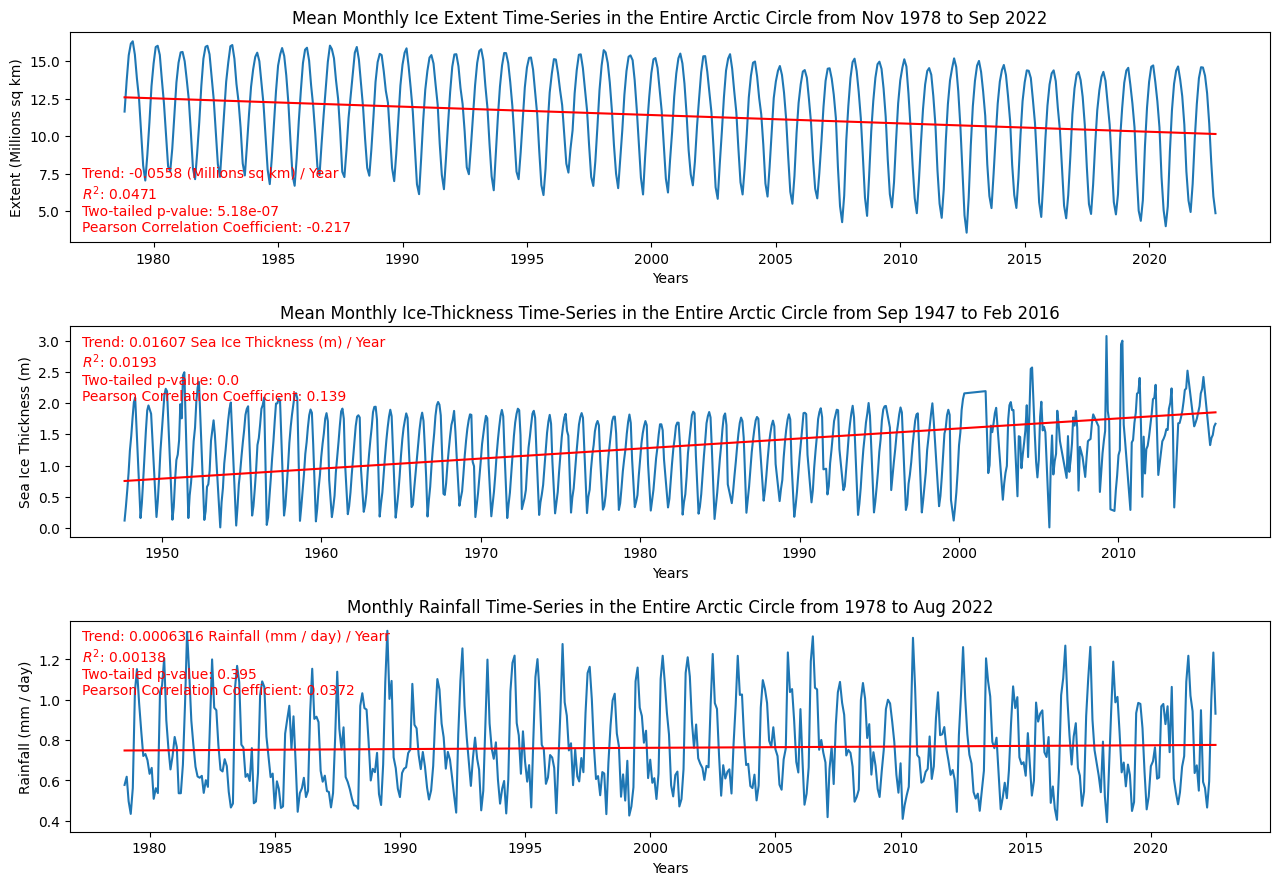 Mean Monthly Ice Extent Time-Series in the Entire Arctic Circle from Nov 1978 to Sep 2022
Extent (Millions sq km)
15.0
12.5
10.0
7.5
5.0
Trend: -0.0558 (Millions sq km) / Year
R²: 0.0471
Two-tailed p-value: 5.18e-07
Pearson Correlation Coefficient: -0.217
1980 1985 1990 1995 2000 2005 2010 2015 2020
Years
Mean Monthly Ice-Thickness Time-Series in the Entire Arctic Circle from Sep 1947 to Feb 2016
Sea Ice Thickness (m)
3.0
2.5
2.0
1.5
1.0
0.5
0.0
Trend: 0.01607 Sea Ice Thickness (m) / Year
R²: 0.0193
Two-tailed p-value: 0.0
Pearson Correlation Coefficient: 0.139
1950 1960 1970 1980 1990 2000 2010
Years
Monthly Rainfall Time-Series in the Entire Arctic Circle from 1978 to Aug 2022
Rainfall (mm / day)
1.2
1.0
0.8
0.6
0.4
Trend: 0.0006316 Rainfall (mm / day) / Yearr
R²: 0.00138
Two-tailed p-value: 0.395
Pearson Correlation Coefficient: 0.0372
1980 1985 1990 1995 2000 2005 2010 2015 2020
Years